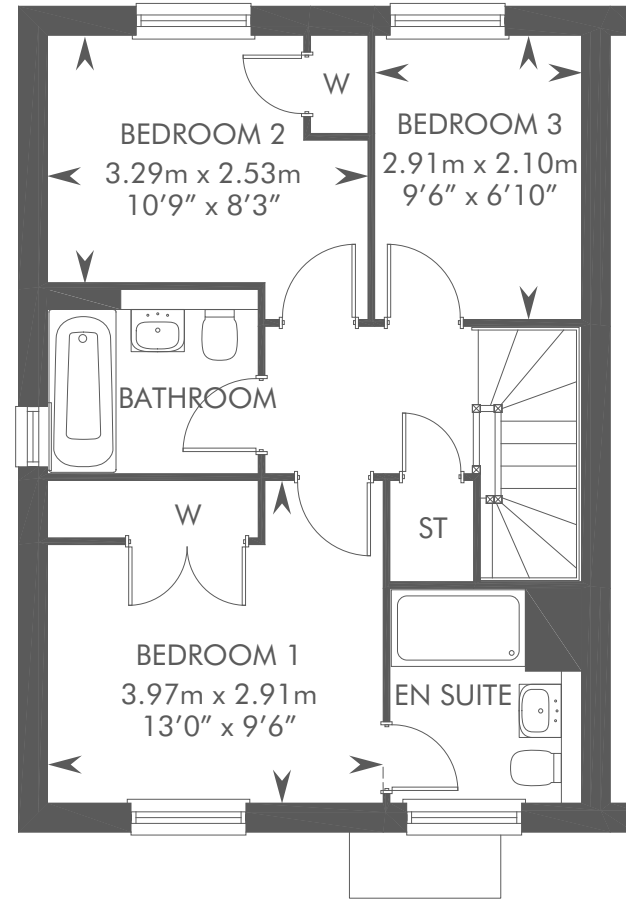 W
BEDROOM 2
3.29m x 2.53m
10’9” x 8’3”
BEDROOM 3
2.91m x 2.10m
9’6” x 6’10”
BATHROOM
W
ST
BEDROOM 1
3.97m x 2.91m
13’0” x 9’6”
EN SUITE